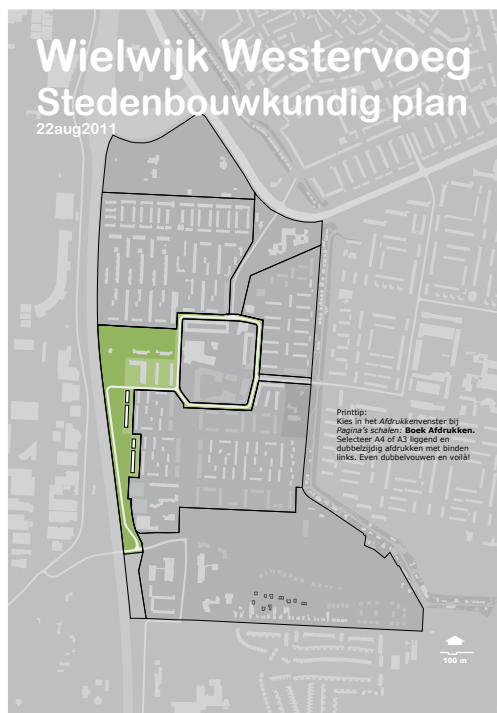 Wielwijk Westervoeg
Stedenbouwkundig plan
22aug2011
Printtip:
Kies in het Afdrukkenvenster bij
Pagina's schalen: Boek Afdrukken.
Selecteer A4 of A3 liggend en
dubbelzijdig afdrukken met binden
links. Even dubbelvouwen en voilà!
100 m